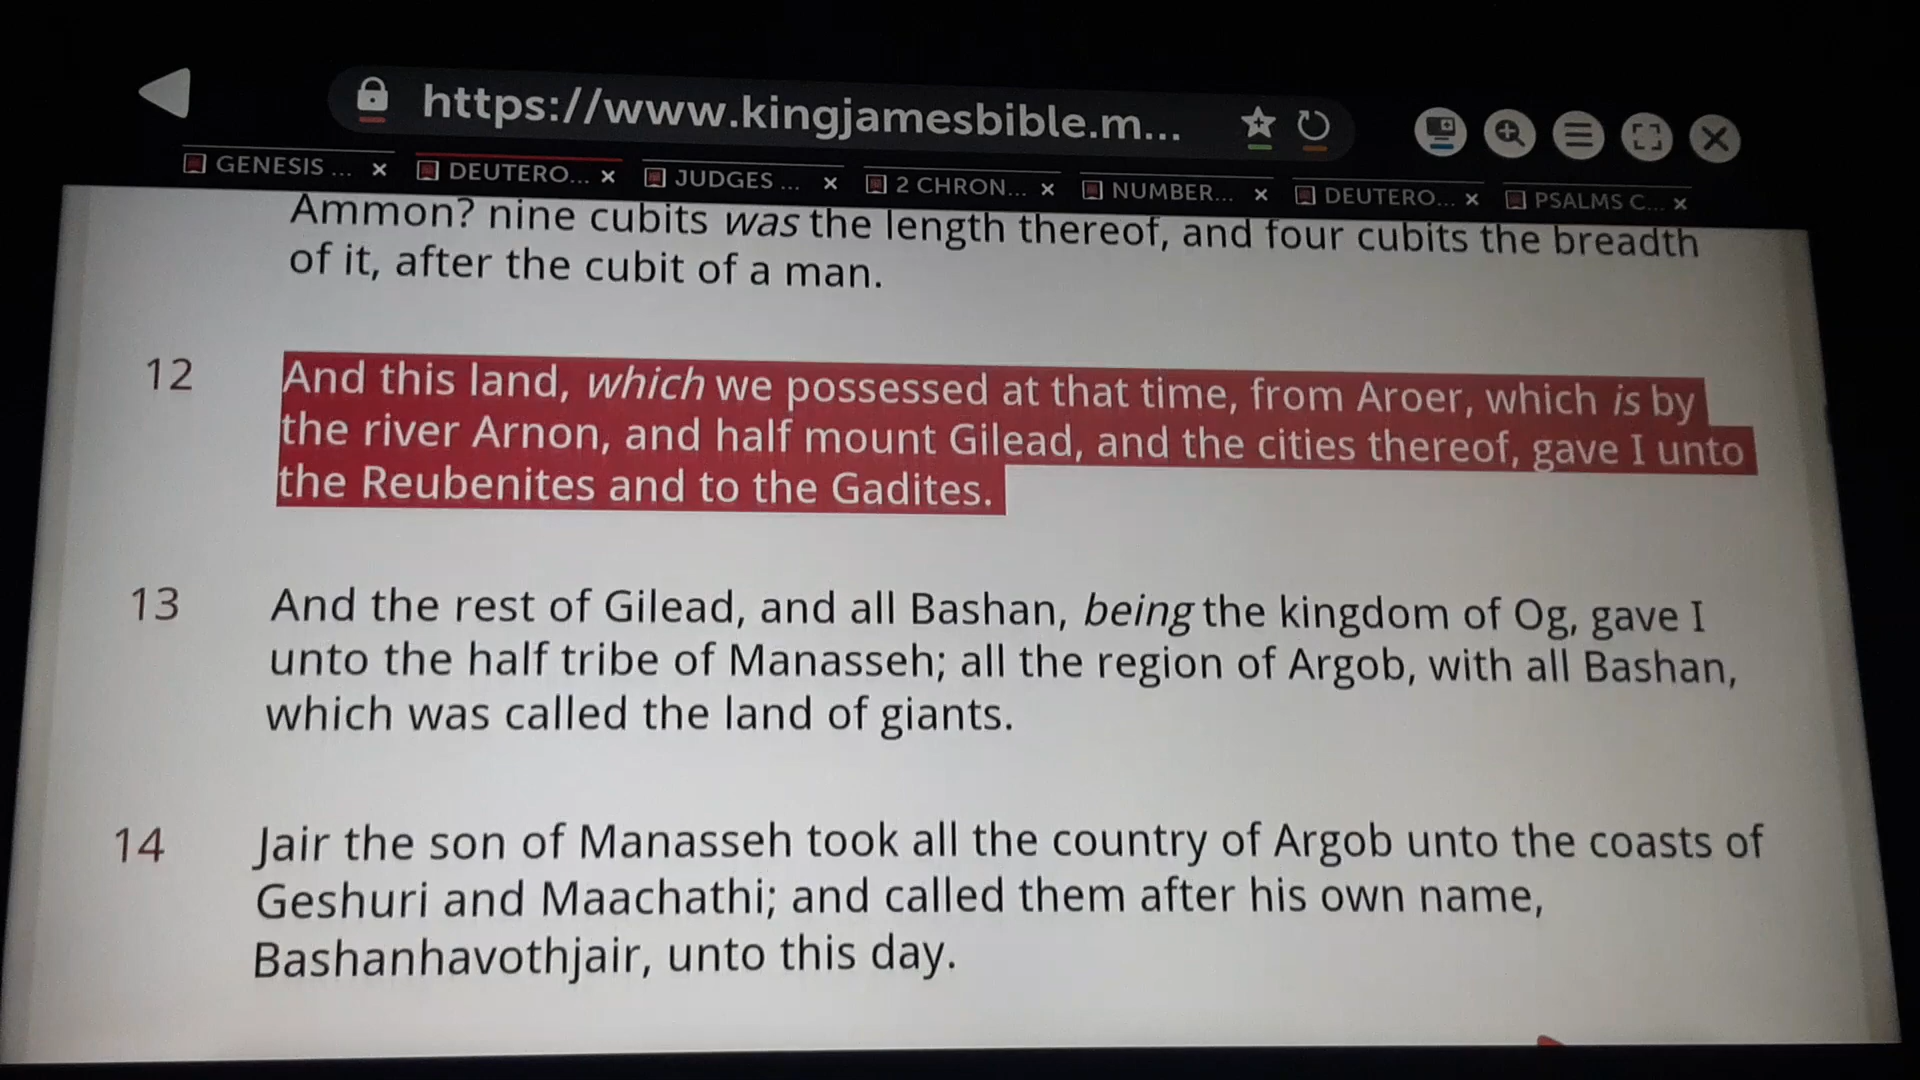 https://www.kingjamesbible.m...
GENESIS ... × DEUTERO... × JUDGES ... × 2 CHRON... × NUMBER... × DEUTERO... × PSALMS C... ×
Ammon? nine cubits was the length thereof, and four cubits the breadth
of it, after the cubit of a man.
12 And this land, which we possessed at that time, from Aroer, which is by
the river Arnon, and half mount Gilead, and the cities thereof, gave I unto
the Reubenites and to the Gadites.
13 And the rest of Gilead, and all Bashan, being the kingdom of Og, gave I
unto the half tribe of Manasseh; all the region of Argob, with all Bashan,
which was called the land of giants.
14 Jair the son of Manasseh took all the country of Argob unto the coasts of
Geshuri and Maachathi; and called them after his own name,
Bashanhavothjair, unto this day.